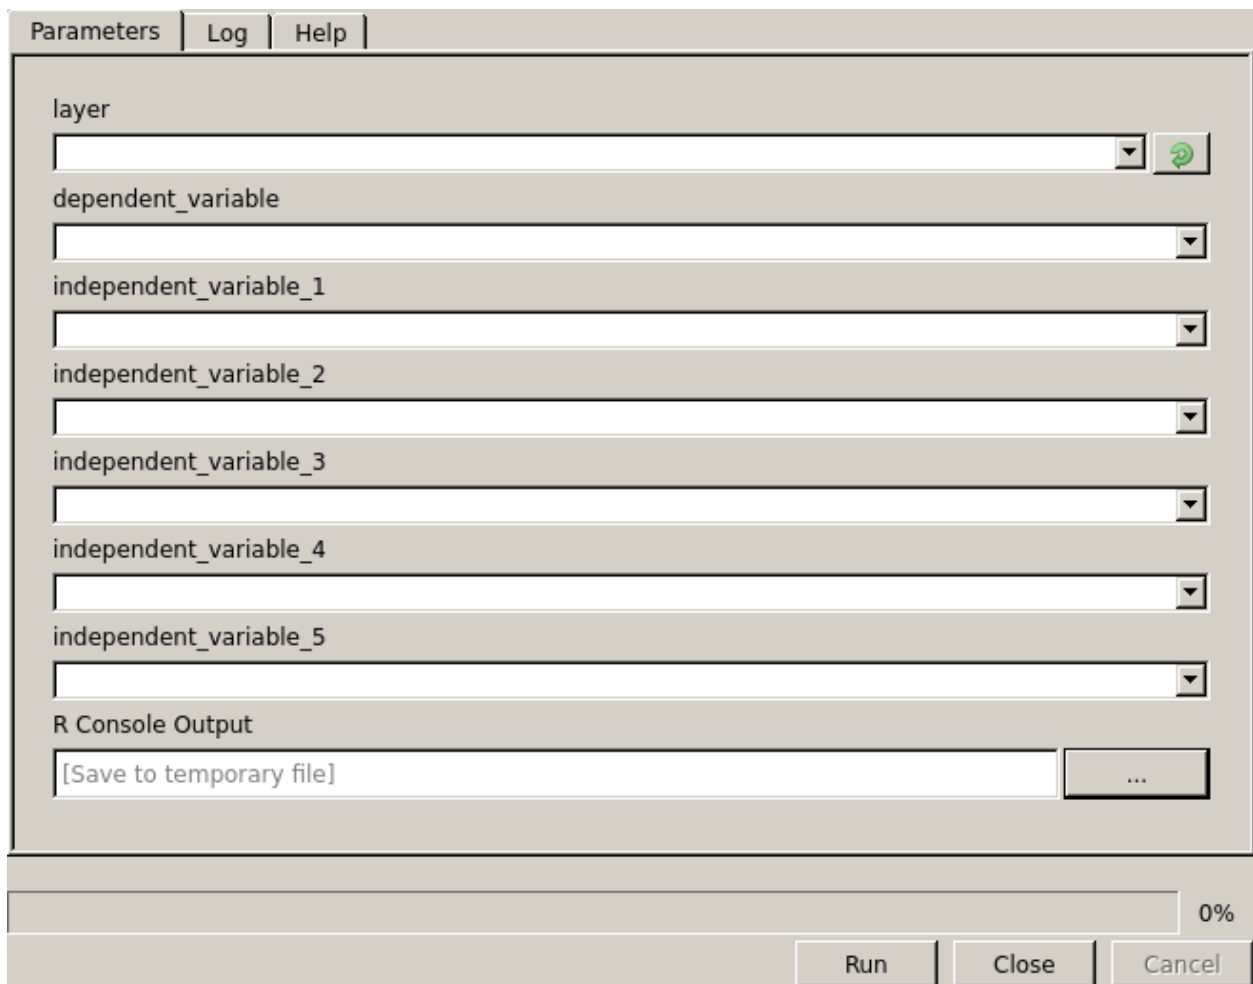 Parameters Log Help
layer
dependent_variable
independent_variable_1
independent_variable_2
independent_variable_3
independent_variable_4
independent_variable_5
R Console Output
[Save to temporary file] ...
0%
Run Close Cancel